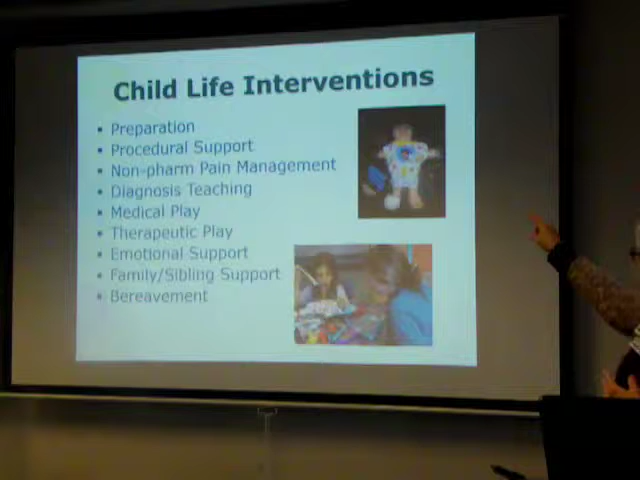 Child Life Interventions
▪ Preparation
▪ Procedural Support
▪ Non-pharm Pain Management
▪ Diagnosis Teaching
▪ Medical Play
▪ Therapeutic Play
▪ Emotional Support
▪ Family/Sibling Support
▪ Bereavement